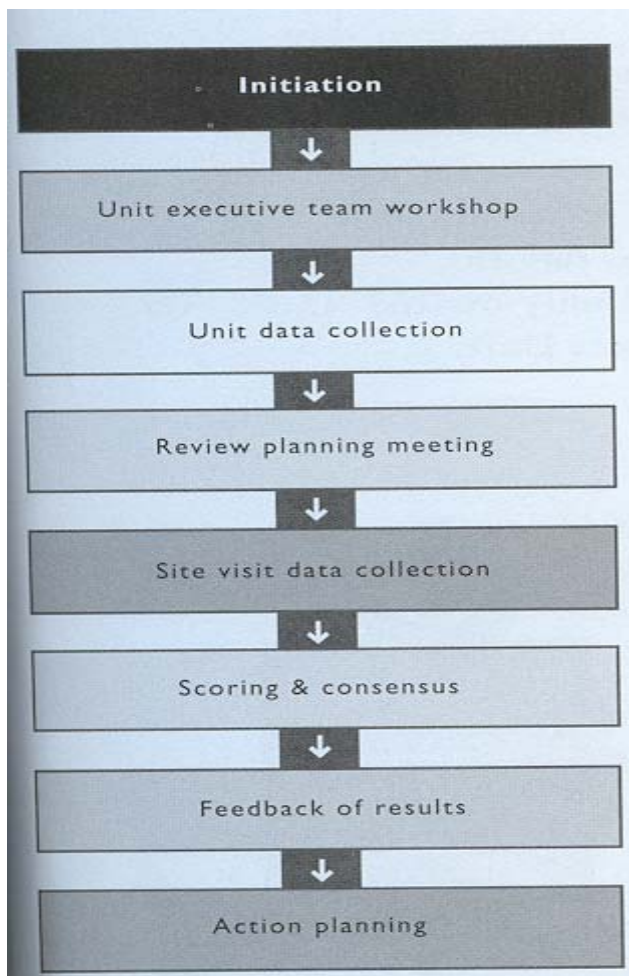 Initiation
Unit executive team workshop
Unit data collection
Review planning meeting
Site visit data collection
Scoring & consensus
Feedback of results
Action planning